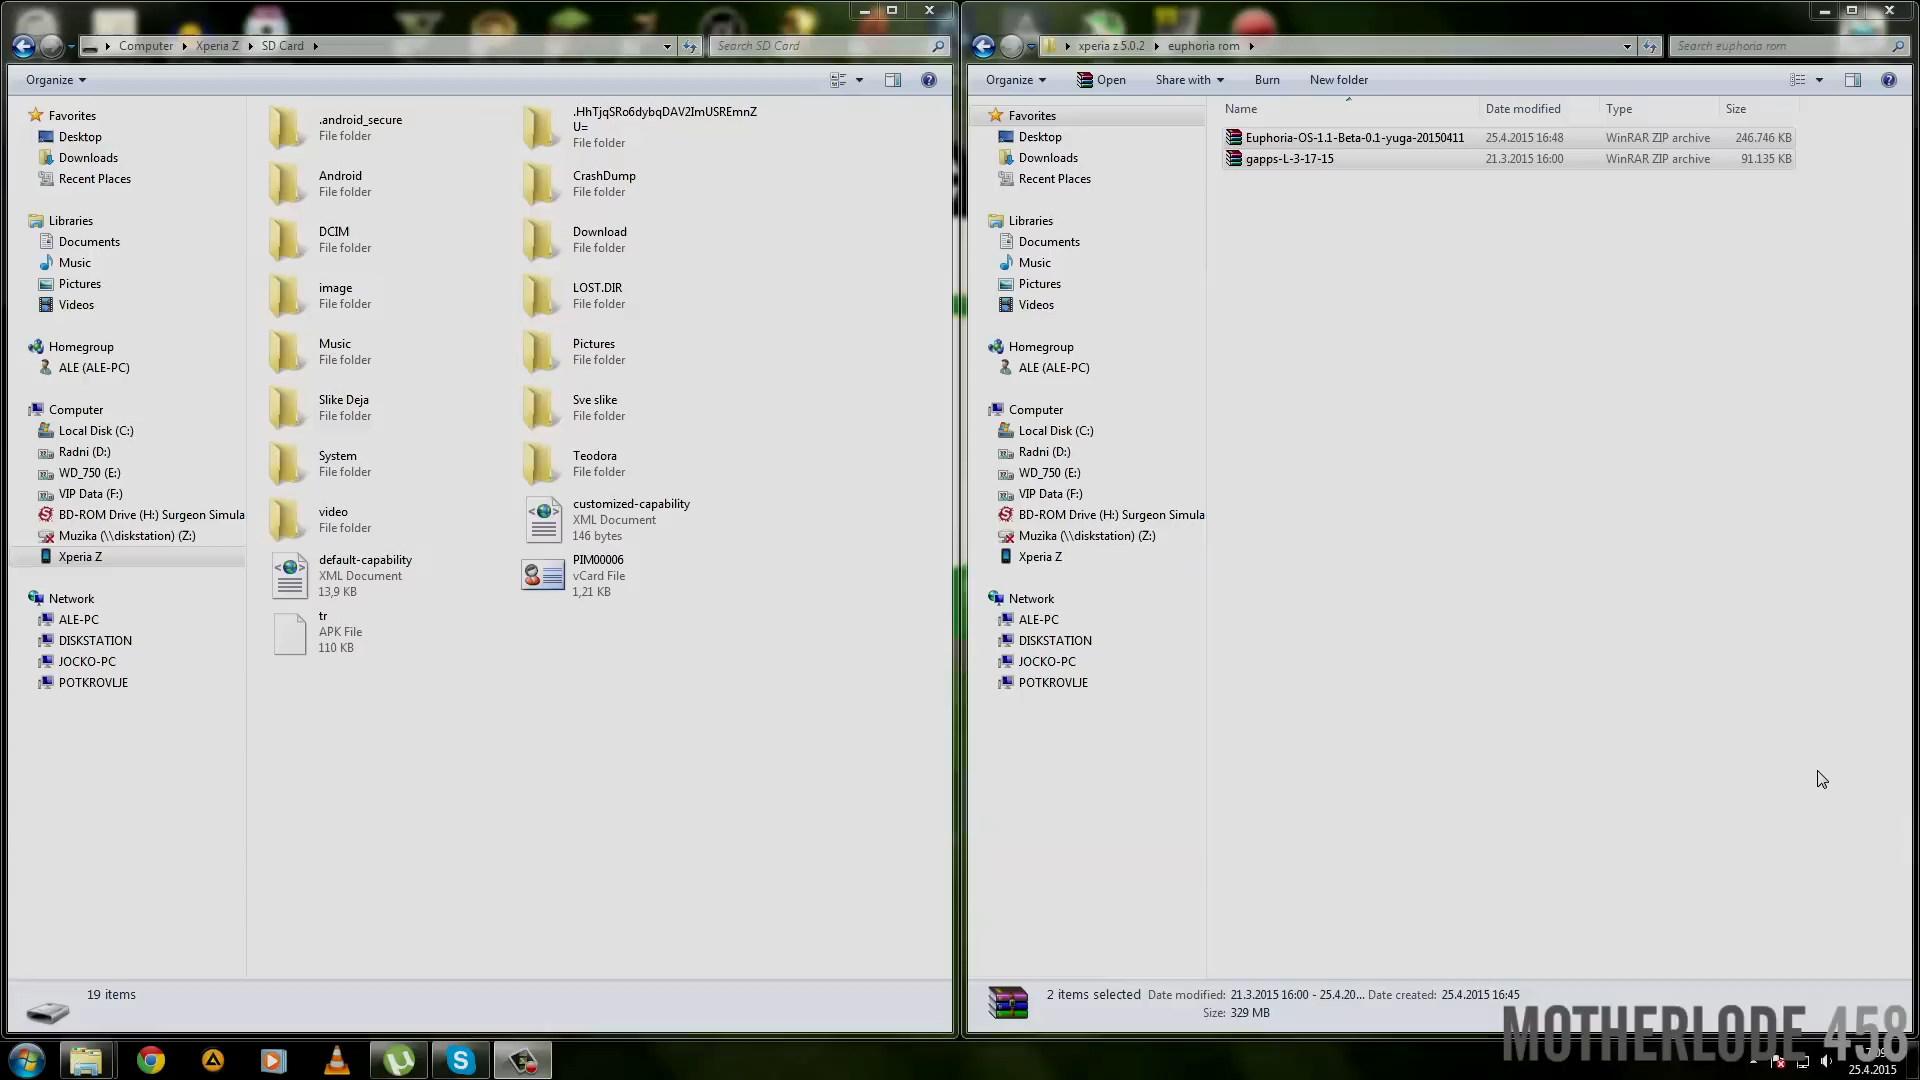 Computer Xperia Z SD Card
Search SD Card
Organize
Favorites
Desktop
Downloads
Recent Places
Libraries
Documents
Music
Pictures
Videos
Homegroup
ALE (ALE-PC)
Computer
Local Disk (C:)
Radni (D:)
WD_750 (E:)
VIP Data (F:)
BD-ROM Drive (H:) Surgeon Simula
Muzika (\\diskstation) (Z:)
Xperia Z
Network
ALE-PC
DISKSTATION
JOCKO-PC
POTKROVLJE
.android_secure
File folder
.HhTjqSRo6dybqDAV2ImUSREmnZ
U=
File folder
Android
File folder
CrashDump
File folder
DCIM
File folder
Download
File folder
image
File folder
LOST.DIR
File folder
Music
File folder
Pictures
File folder
Slike Deja
File folder
Sve slike
File folder
System
File folder
Teodora
File folder
video
File folder
customized-capability
XML Document
146 bytes
default-capability
XML Document
13,9 KB
PIM00006
vCard File
1,21 KB
tr
APK File
110 KB
19 items
xperia z 5.0.2 euphoria rom
Search euphoria rom
Organize Open Share with Burn New folder
Favorites
Desktop
Downloads
Recent Places
Libraries
Documents
Music
Pictures
Videos
Homegroup
ALE (ALE-PC)
Computer
Local Disk (C:)
Radni (D:)
WD_750 (E:)
VIP Data (F:)
BD-ROM Drive (H:) Surgeon Simula
Muzika (\\diskstation) (Z:)
Xperia Z
Network
ALE-PC
DISKSTATION
JOCKO-PC
POTKROVLJE
Name Date modified Type Size
Euphoria-OS-1.1-Beta-0.1-yuga-20150411 25.4.2015 16:48 WinRAR ZIP archive 246.746 KB
gapps-L-3-17-15 21.3.2015 16:00 WinRAR ZIP archive 91.135 KB
2 items selected Date modified: 21.3.2015 16:00 - 25.4.20... Date created: 25.4.2015 16:45
Size: 329 MB
MOTHERLODE 458
25.4.2015